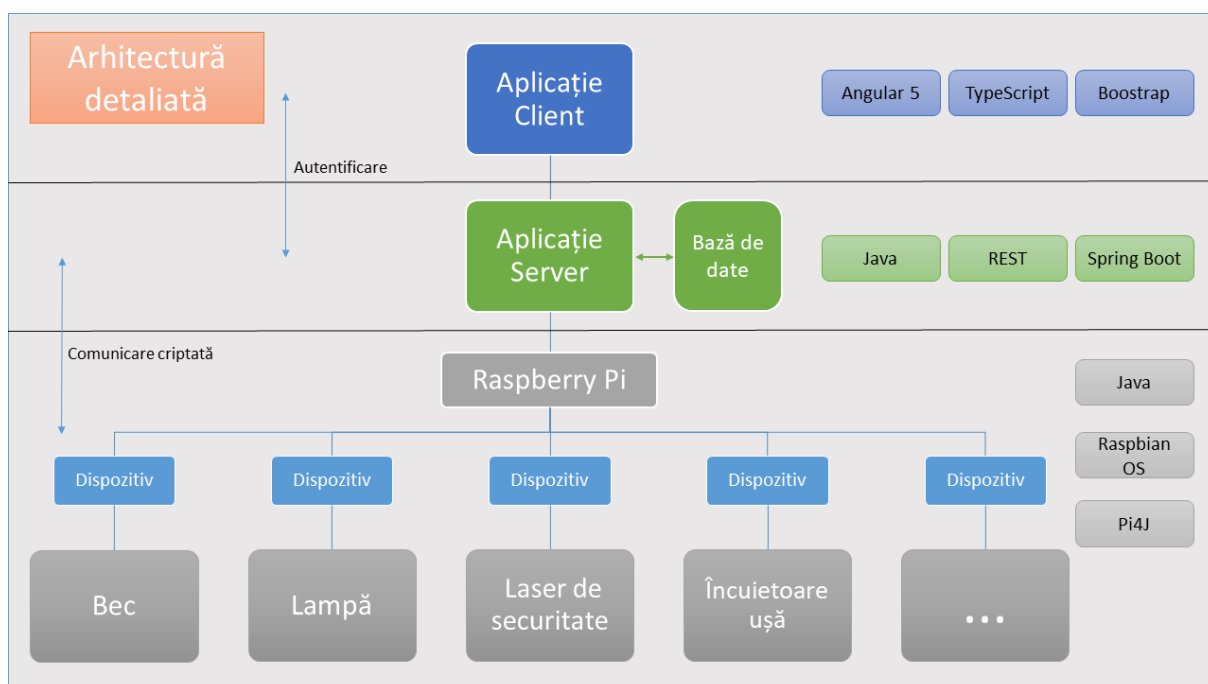 Arhitectură
detaliată
Aplicație
Client
Angular 5
TypeScript
Boostrap
Autentificare
Aplicație
Server
Bază de
date
Java
REST
Spring Boot
Comunicare criptată
Raspberry Pi
Java
Raspbian
OS
Pi4J
Dispozitiv
Dispozitiv
Dispozitiv
Dispozitiv
Dispozitiv
Bec
Lampă
Laser de
securitate
Încuietoare
ușă
...